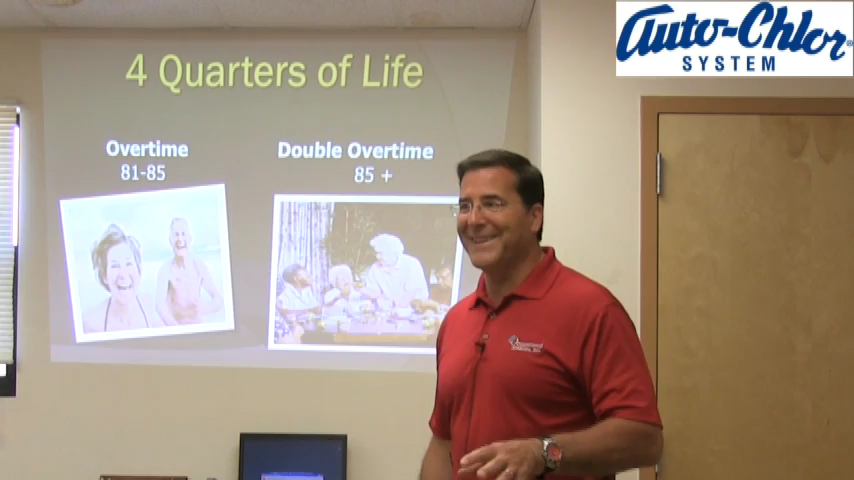 Auto-Chlor
SYSTEM
4 Quarters of Life
Overtime
81-85
Double Overtime
85 +